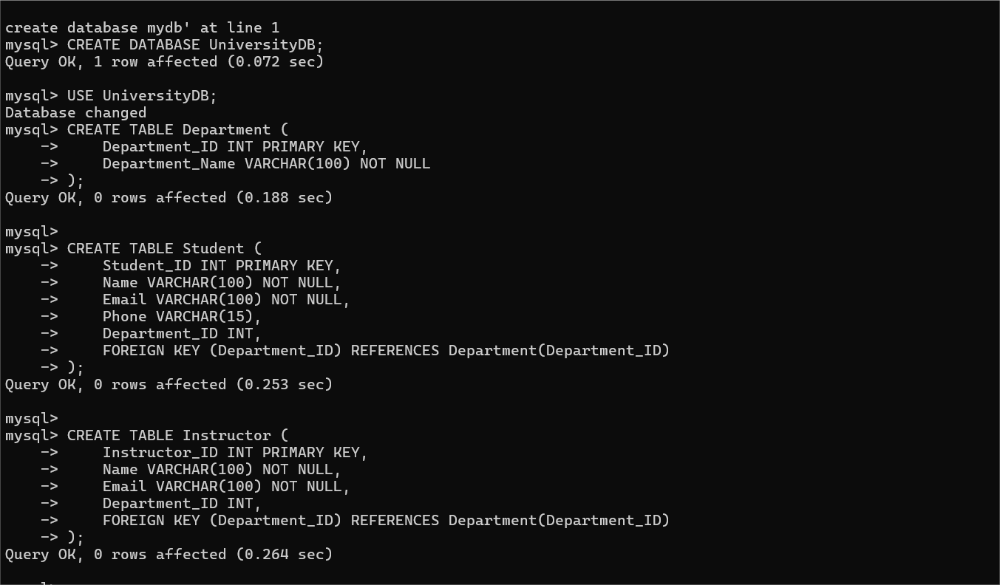 create database mydb' at line 1
mysql> CREATE DATABASE UniversityDB;
Query OK, 1 row affected (0.072 sec)

mysql> USE UniversityDB;
Database changed
mysql> CREATE TABLE Department (
    ->     Department_ID INT PRIMARY KEY,
    ->     Department_Name VARCHAR(100) NOT NULL
    -> );
Query OK, 0 rows affected (0.188 sec)

mysql>
mysql> CREATE TABLE Student (
    ->     Student_ID INT PRIMARY KEY,
    ->     Name VARCHAR(100) NOT NULL,
    ->     Email VARCHAR(100) NOT NULL,
    ->     Phone VARCHAR(15),
    ->     Department_ID INT,
    ->     FOREIGN KEY (Department_ID) REFERENCES Department(Department_ID)
    -> );
Query OK, 0 rows affected (0.253 sec)

mysql>
mysql> CREATE TABLE Instructor (
    ->     Instructor_ID INT PRIMARY KEY,
    ->     Name VARCHAR(100) NOT NULL,
    ->     Email VARCHAR(100) NOT NULL,
    ->     Department_ID INT,
    ->     FOREIGN KEY (Department_ID) REFERENCES Department(Department_ID)
    -> );
Query OK, 0 rows affected (0.264 sec)